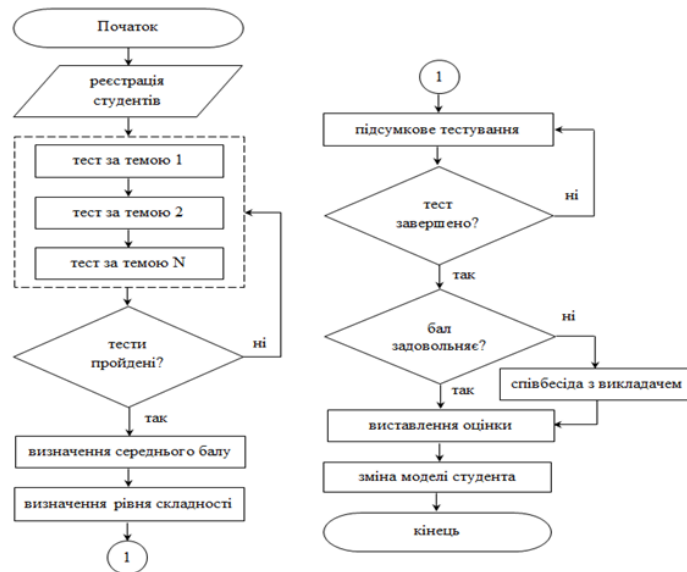 Початок
реєстрація
студентів
тест за темою 1
тест за темою 2
тест за темою N
тести
пройдені?
ні
так
визначення середнього балу
визначення рівня складності
1
1
підсумкове тестування
тест
завершено?
ні
так
бал
задовольняє?
ні
співбесіда з викладачем
так
виставлення оцінки
зміна моделі студента
кінець